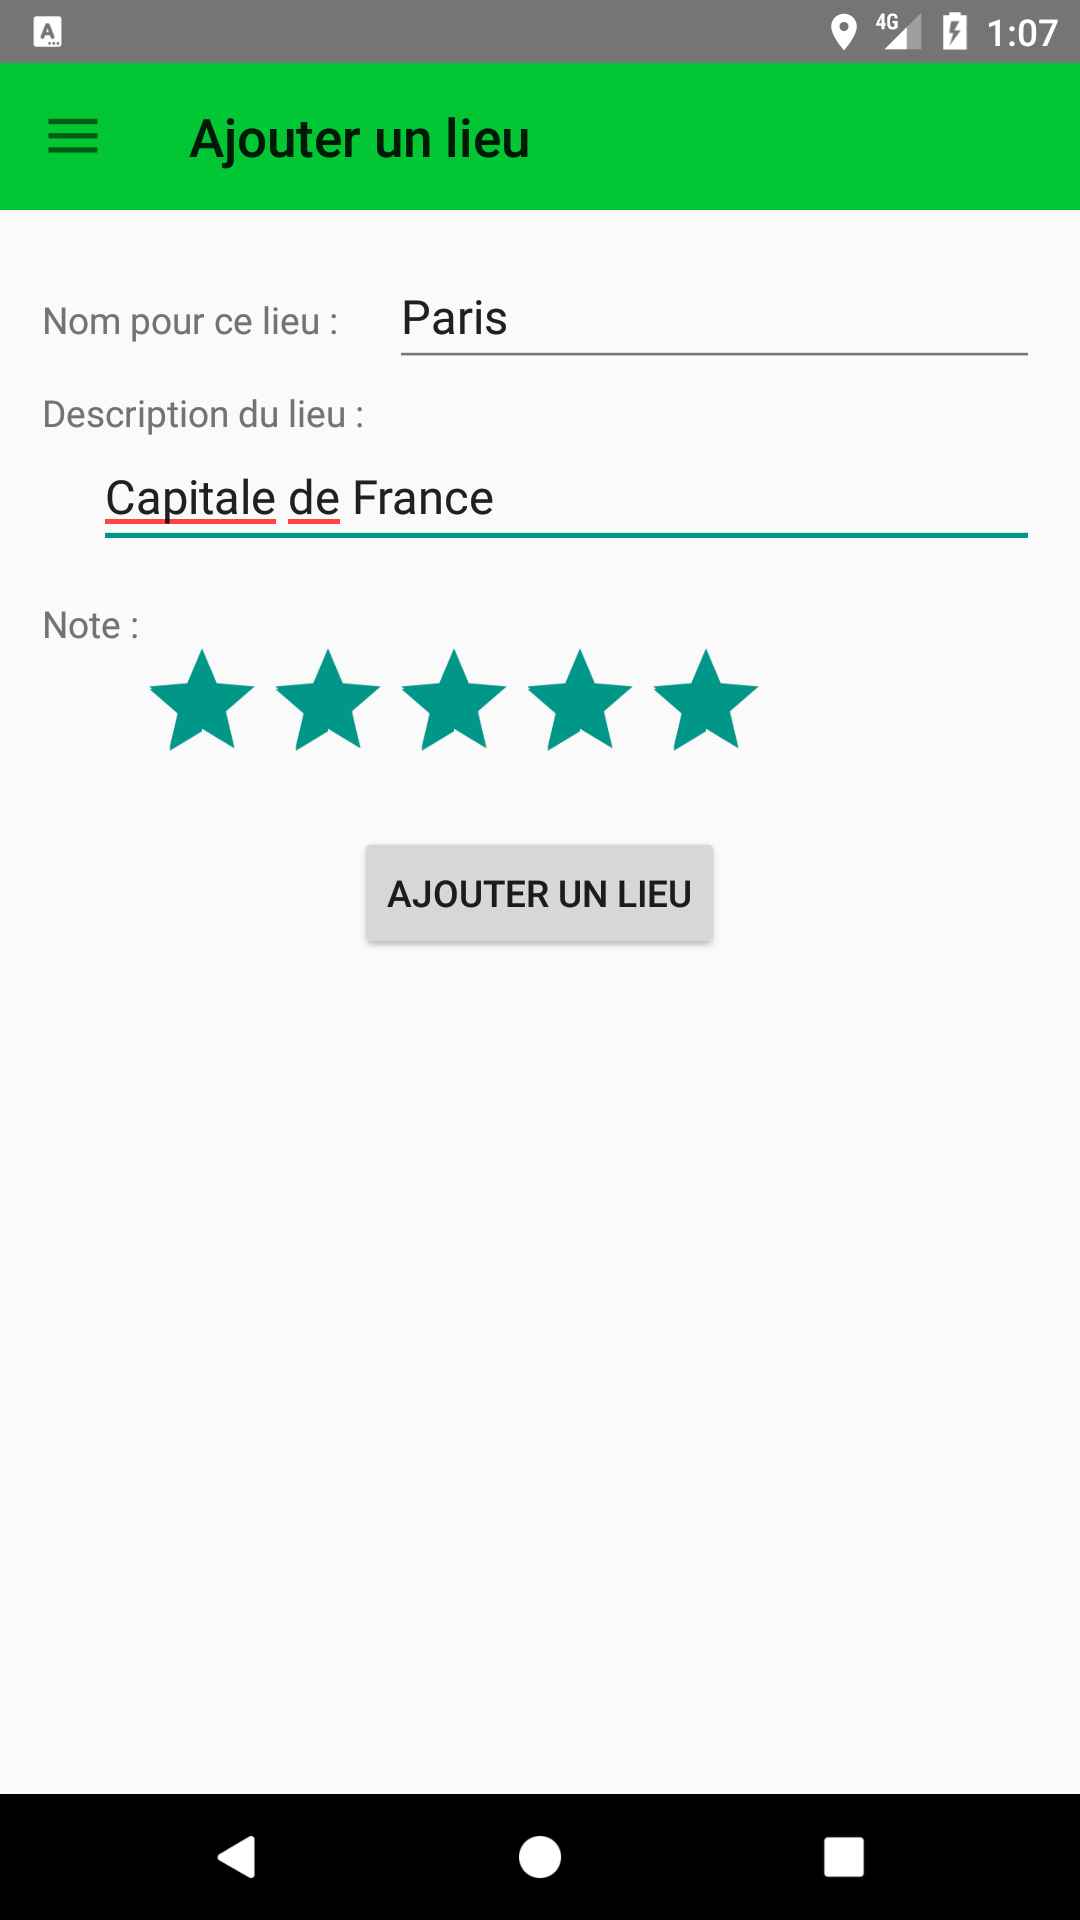 4G 1:07
Ajouter un lieu
Nom pour ce lieu : Paris
Description du lieu :
Capitale de France
Note :
AJOUTER UN LIEU